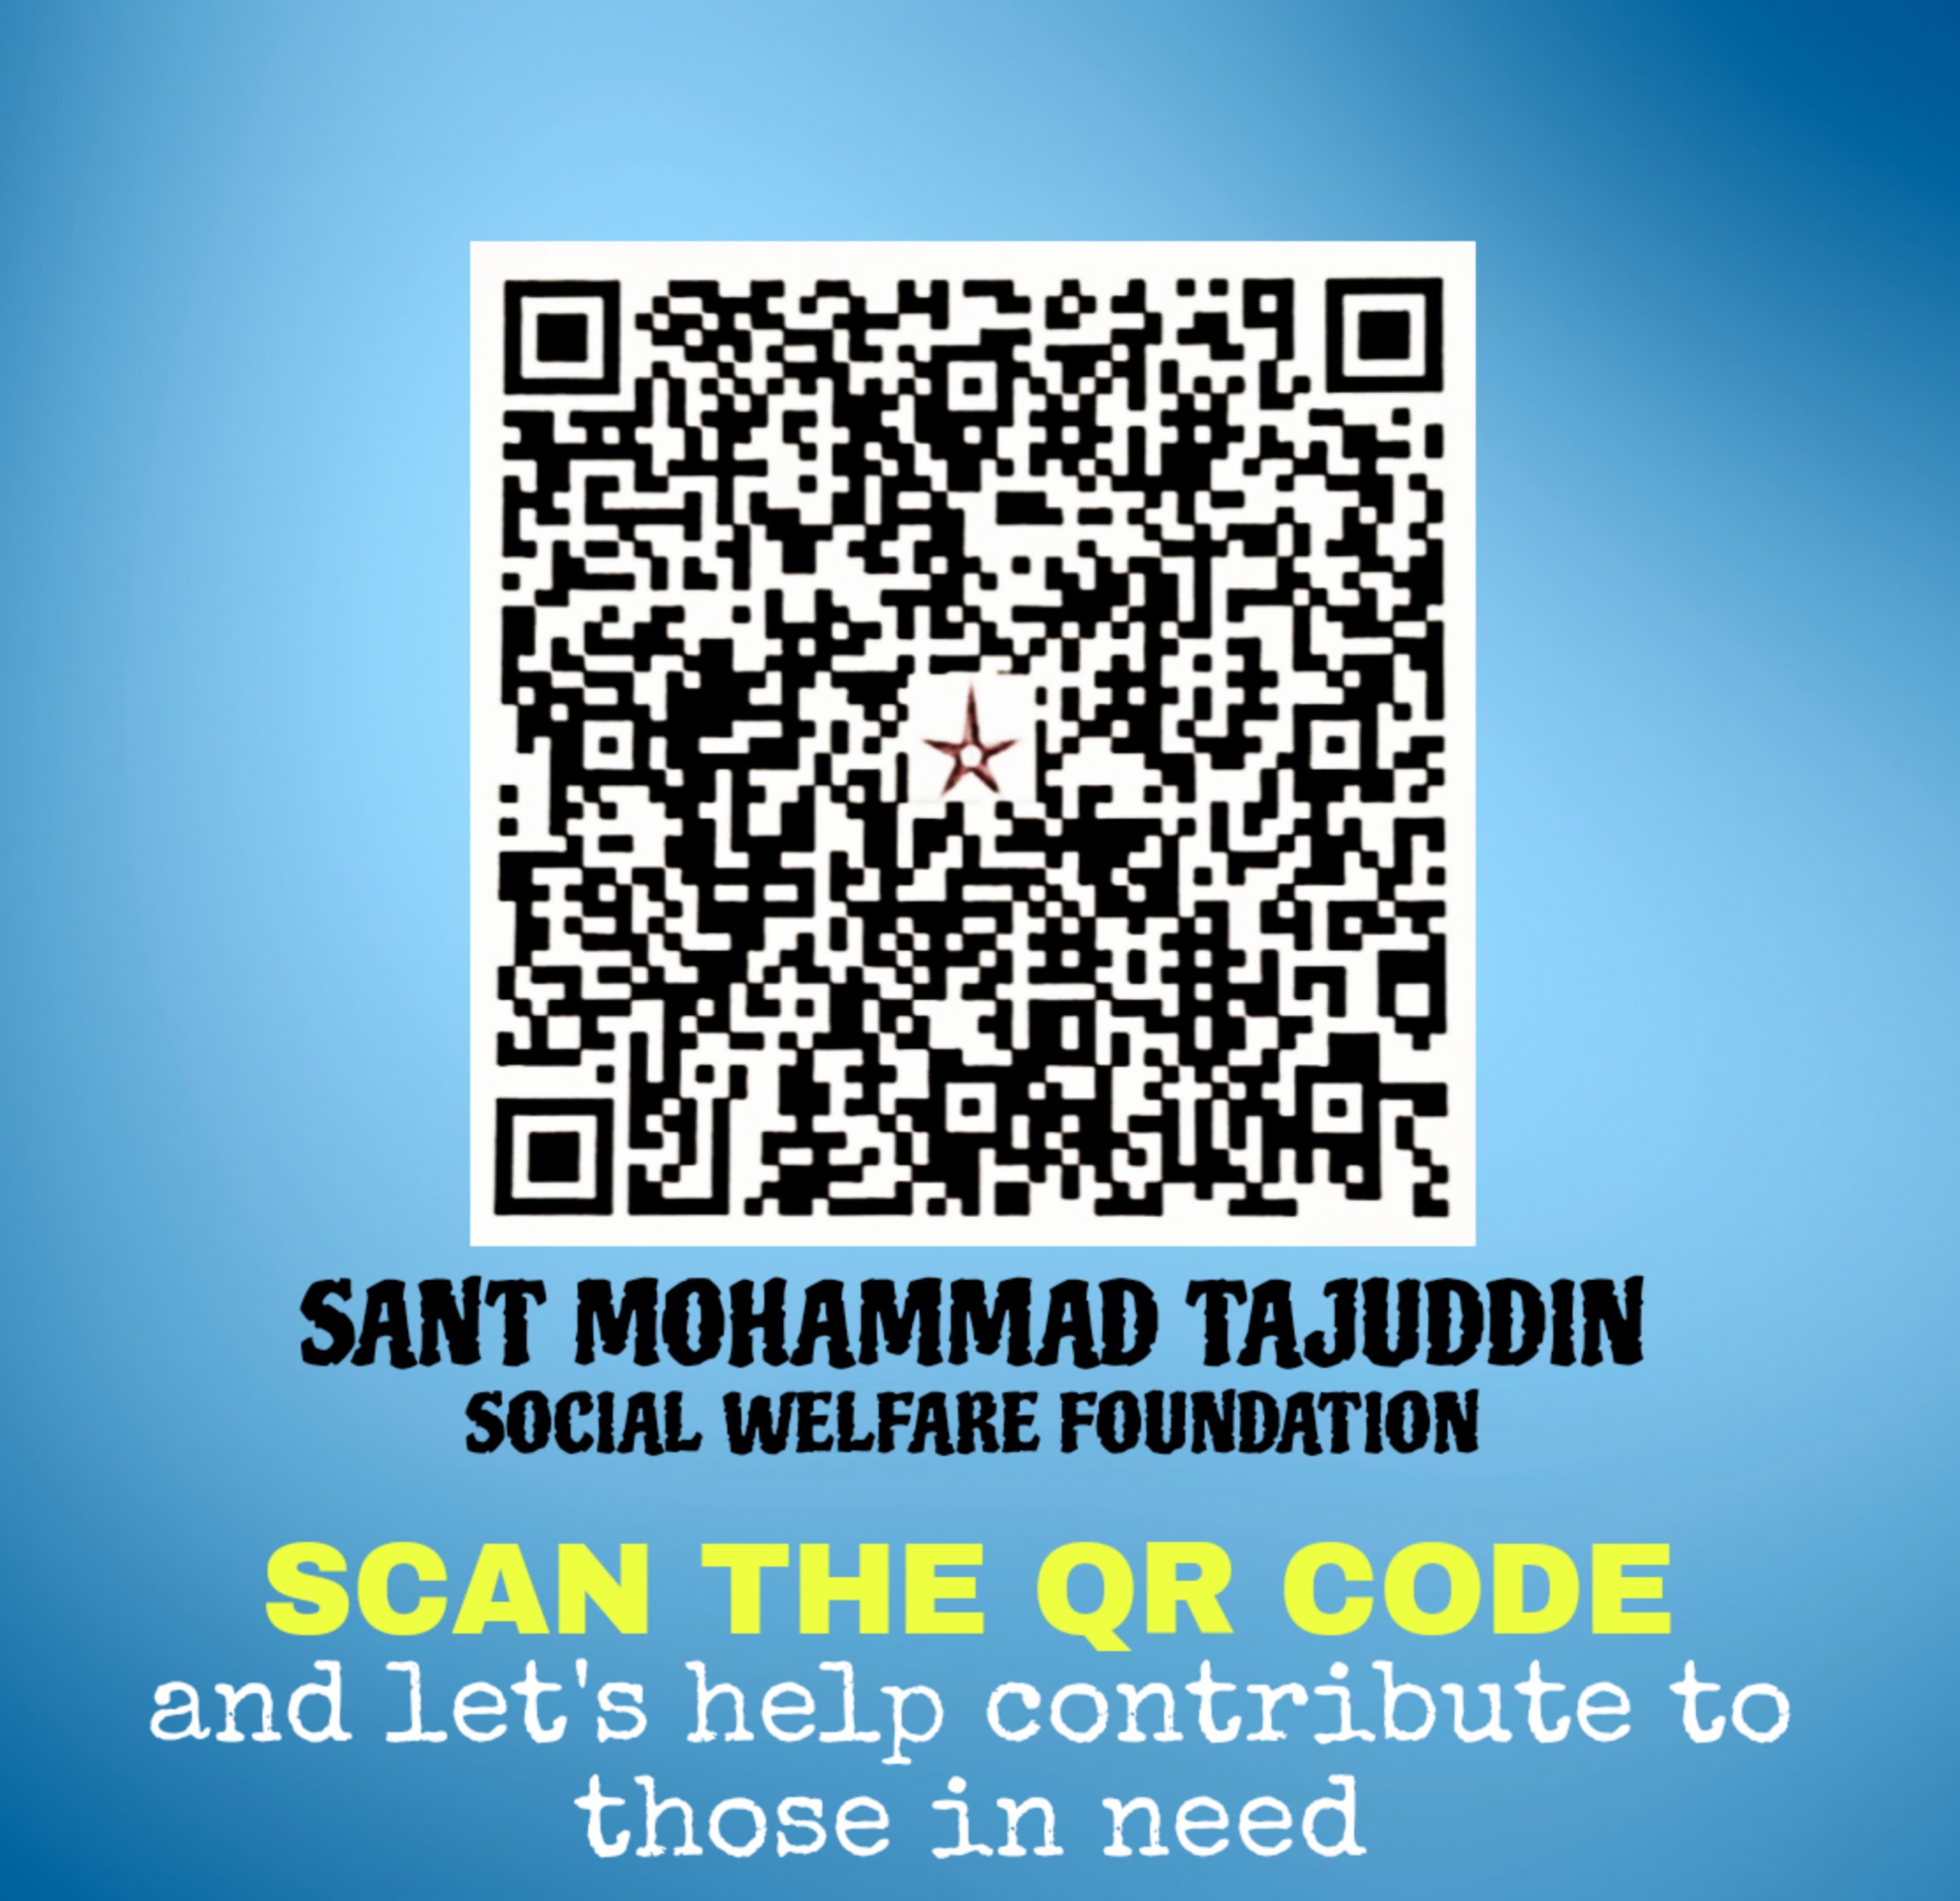 SANT MOHAMMAD TAJUDDIN
SOCIAL WELFARE FOUNDATION
SCAN THE QR CODE
and let's help contribute to
those in need